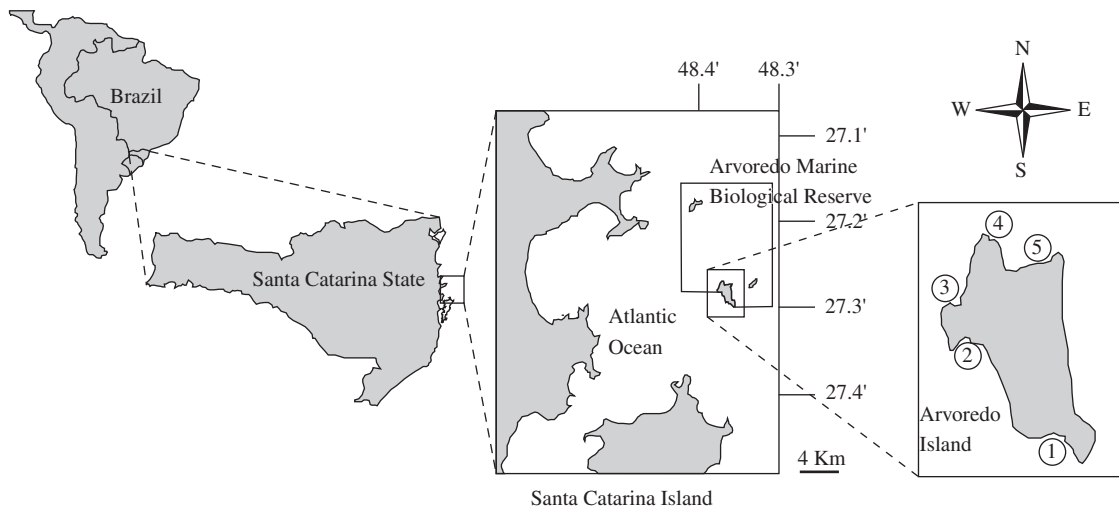 Brazil
Santa Catarina State
48.4'
48.3'
27.1'
Arvoredo Marine
Biological Reserve
27.2'
27.3'
Atlantic
Ocean
27.4'
4 Km
Santa Catarina Island
N
W
E
S
4
5
3
2
Arvoredo
Island
1